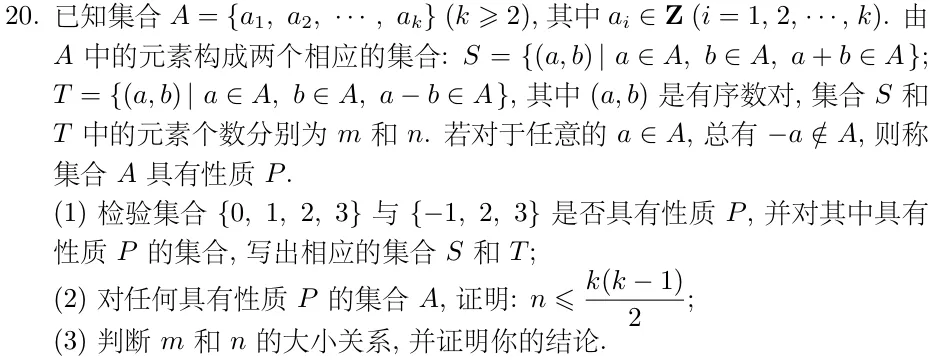 20. 已知集合 A = {a₁, a₂, ⋯, aₖ} (k ⩾ 2), 其中 aᵢ ∈ Z (i = 1, 2, ⋯, k). 由
A 中的元素构成两个相应的集合: S = {(a, b) | a ∈ A, b ∈ A, a + b ∈ A};
T = {(a, b) | a ∈ A, b ∈ A, a − b ∈ A}, 其中 (a, b) 是有序数对, 集合 S 和
T 中的元素个数分别为 m 和 n. 若对于任意的 a ∈ A, 总有 −a ∉ A, 则称
集合 A 具有性质 P.
(1) 检验集合 {0, 1, 2, 3} 与 {−1, 2, 3} 是否具有性质 P, 并对其中具有
性质 P 的集合, 写出相应的集合 S 和 T;
(2) 对任何具有性质 P 的集合 A, 证明: n ⩽ k(k − 1)/2;
(3) 判断 m 和 n 的大小关系, 并证明你的结论.